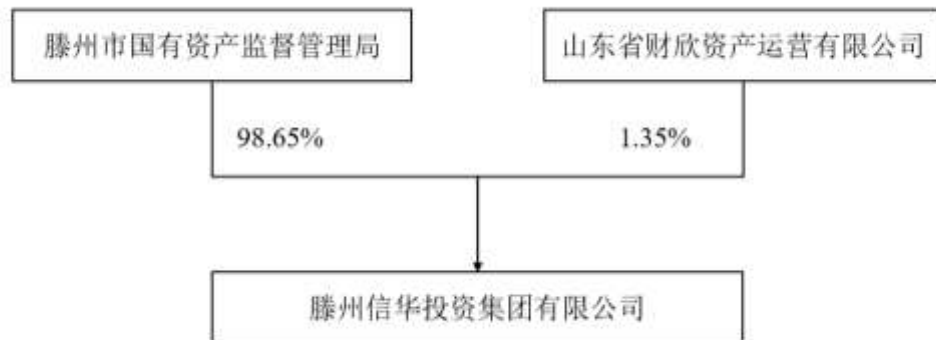 滕州市国有资产监督管理局
山东省财欣资产运营有限公司
98.65%
1.35%
滕州信华投资集团有限公司